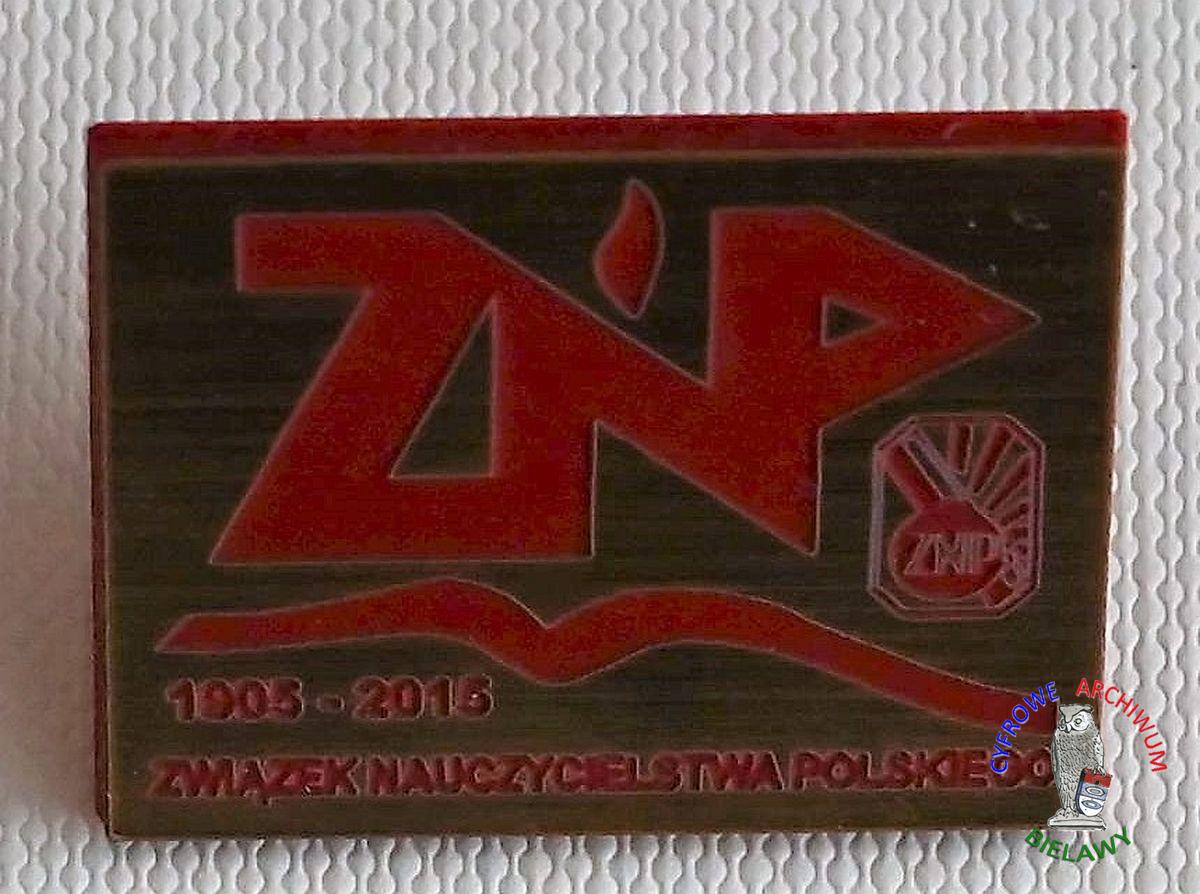 ZNP
ZNP
1905 - 2015
ZWIĄZEK NAUCZYCIELSTWA POLSKIEGO
CYFROWE ARCHIWUM
BIELAWY